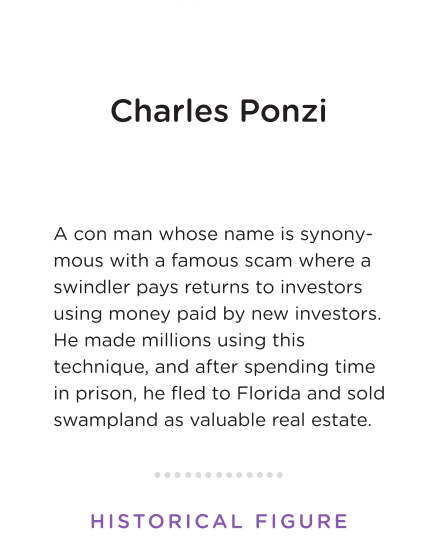 Charles Ponzi
A con man whose name is synony-
mous with a famous scam where a
swindler pays returns to investors
using money paid by new investors.
He made millions using this
technique, and after spending time
in prison, he fled to Florida and sold
swampland as valuable real estate.
HISTORICAL FIGURE